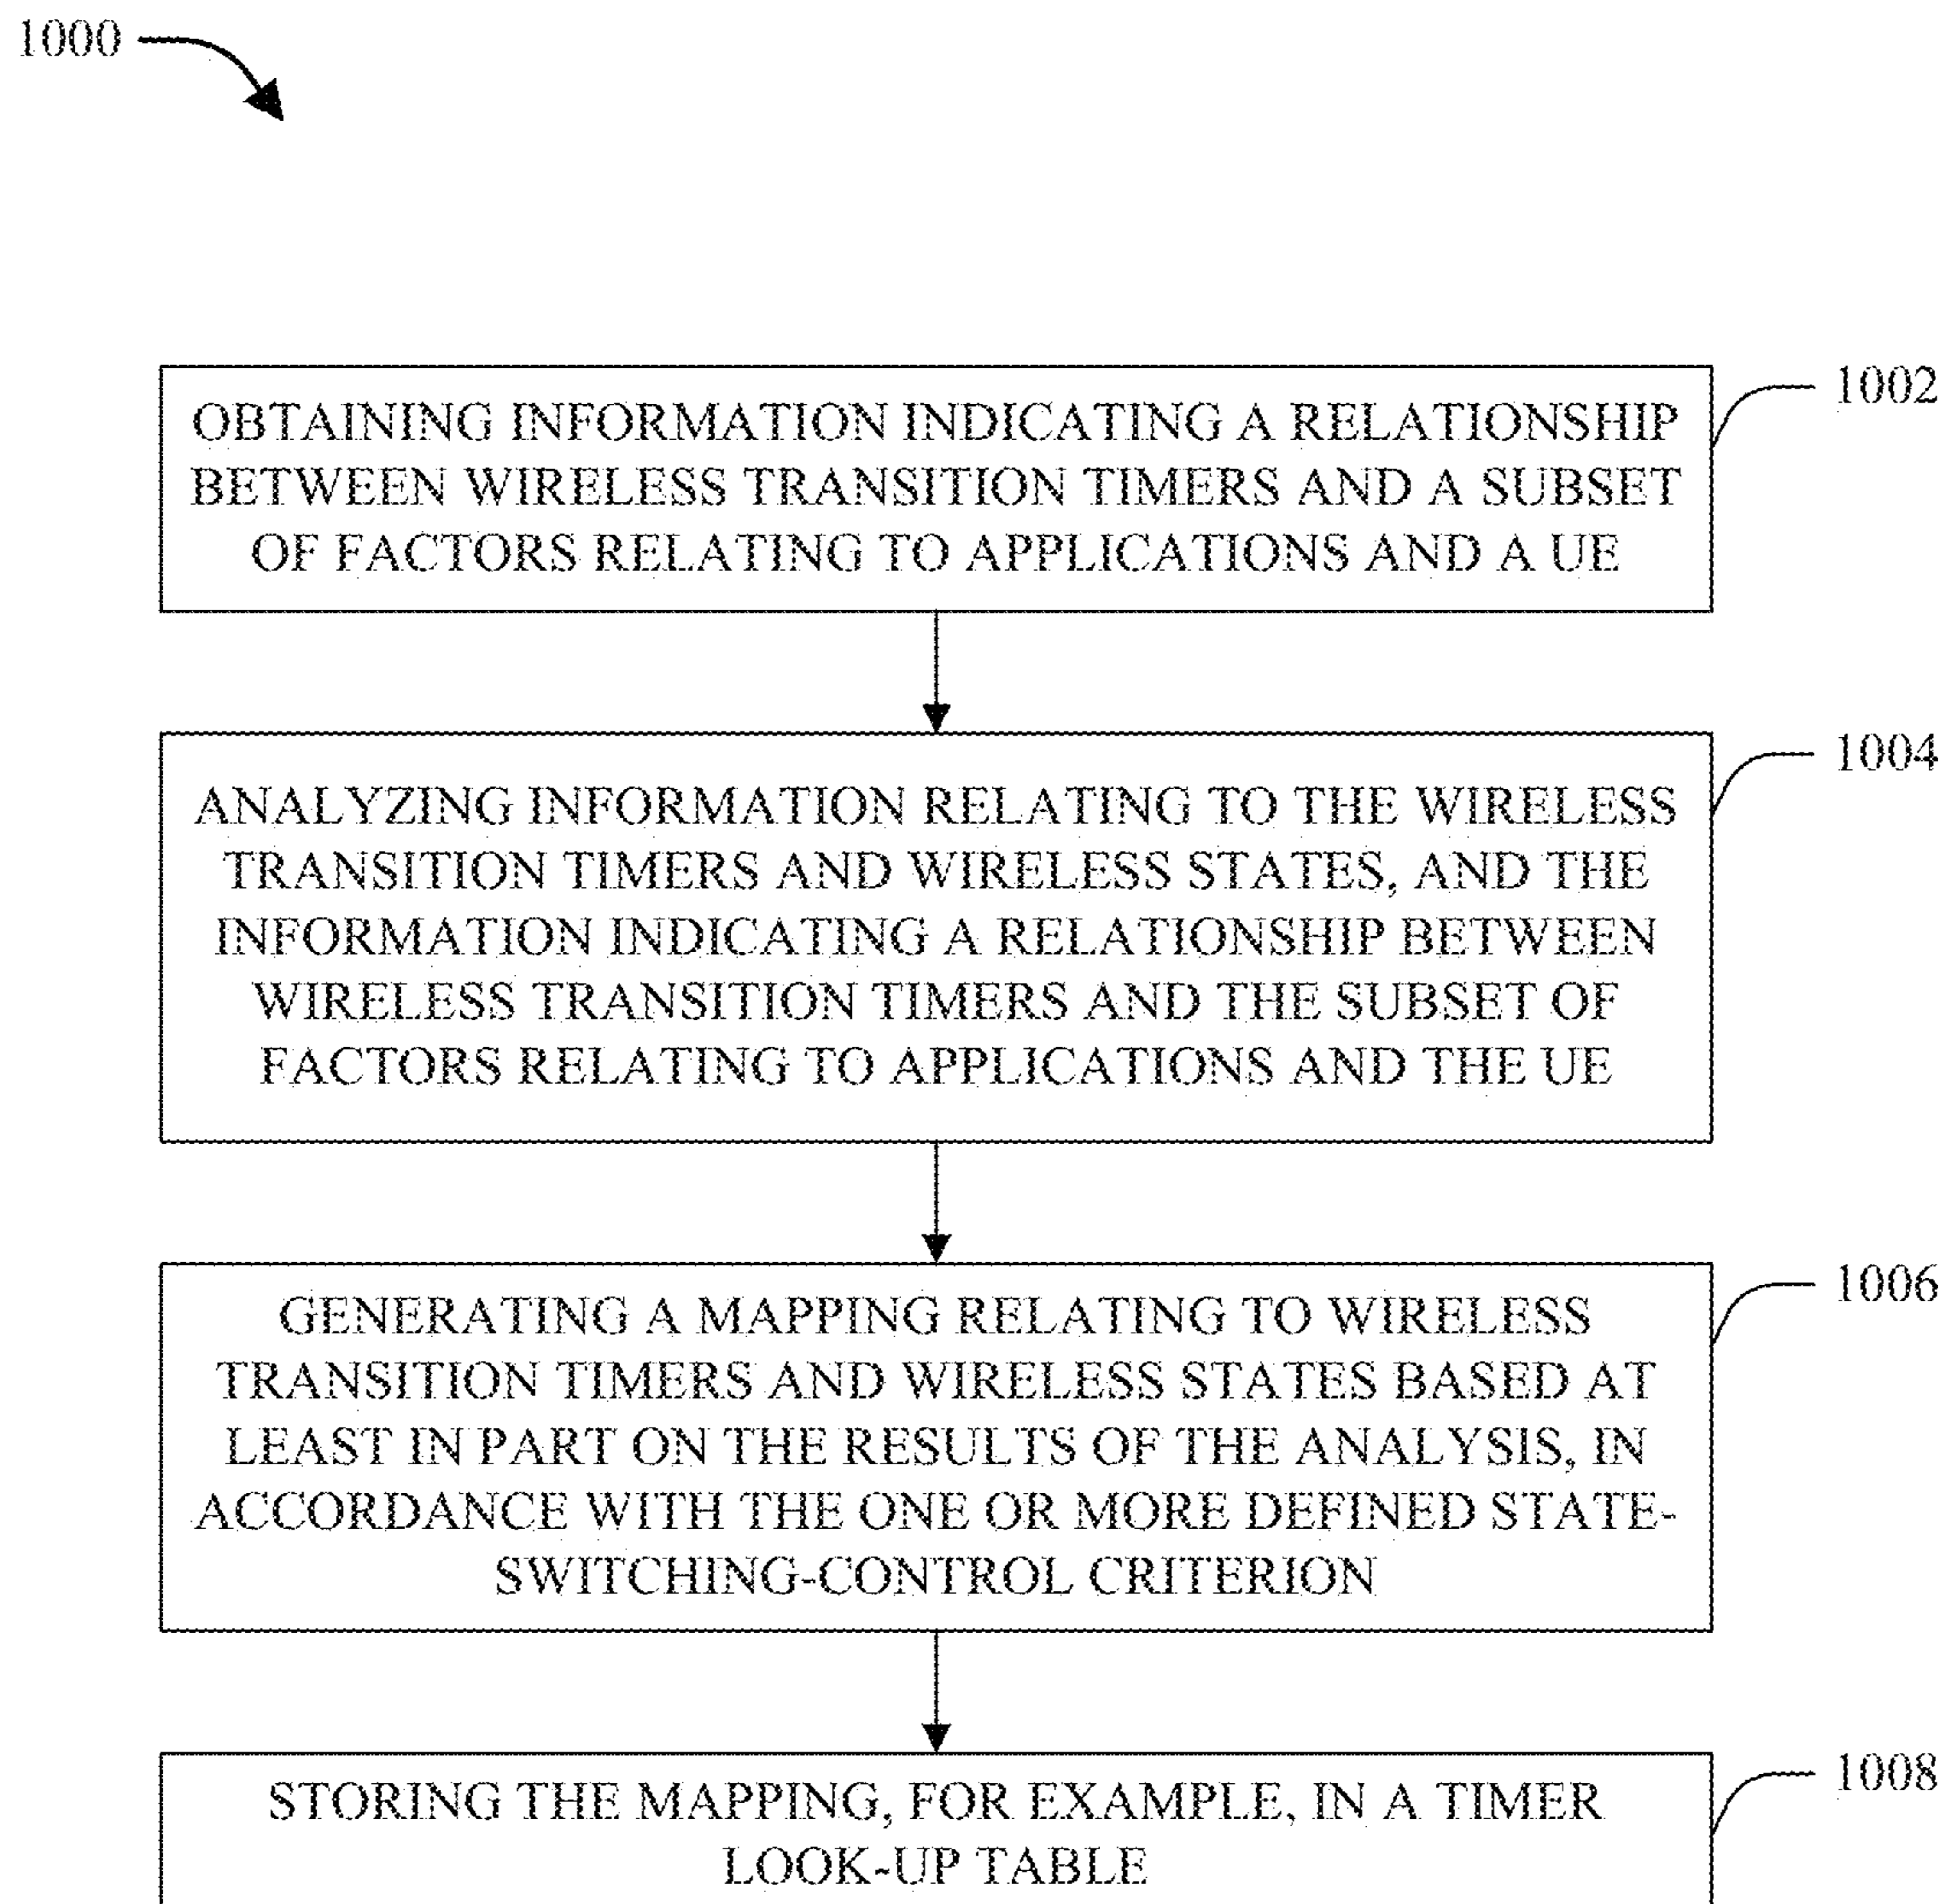 1000
OBTAINING INFORMATION INDICATING A RELATIONSHIP
1002
BETWEEN WIRELESS TRANSITION TIMERS AND A SUBSET
OF FACTORS RELATING TO APPLICATIONS AND A UE
1004
ANALYZING INFORMATION RELATING TO THE WIRELESS
TRANSITION TIMERS AND WIRELESS STATES, AND THE
INFORMATION INDICATING A RELATIONSHIP BETWEEN
WIRELESS TRANSITION TIMERS AND THE SUBSET OF
FACTORS RELATING TO APPLICATIONS AND THE UE
1006
GENERATING A MAPPING RELATING TO WIRELESS
TRANSITION TIMERS AND WIRELESS STATES BASED AT
LEAST IN PART ON THE RESULTS OF THE ANALYSIS, IN
ACCORDANCE WITH THE ONE OR MORE DEFINED STATE-
SWITCHING-CONTROL CRITERION
1008
STORING THE MAPPING, FOR EXAMPLE, IN A TIMER
LOOK-UP TABLE